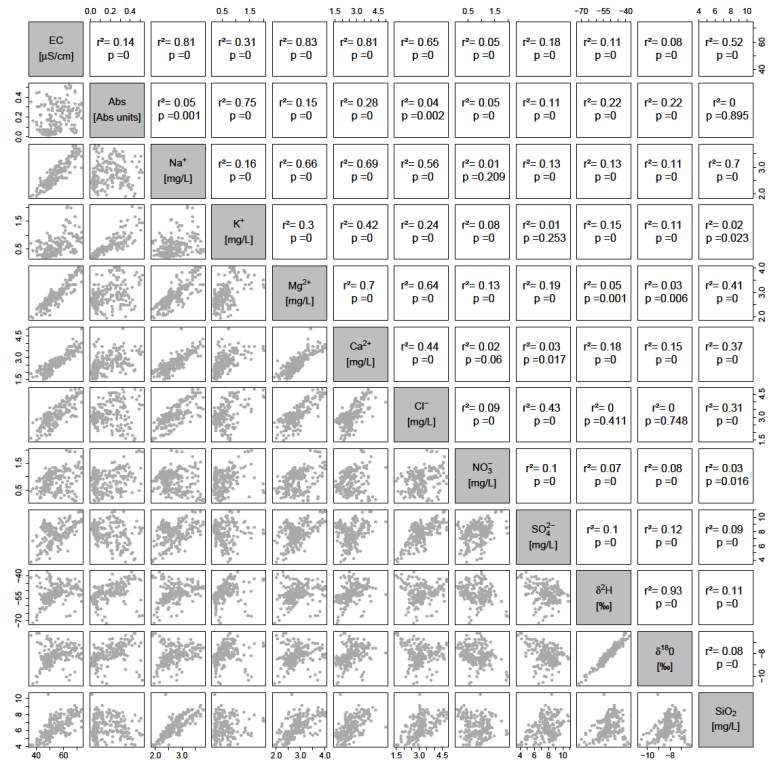 0.0 0.2 0.4 0.5 1.5 1.5 2.5 3.5 4.5 0.5 1.5 −70 −55 −40 4 6 8 10
EC r²= 0.14 r²= 0.81 r²= 0.31 r²= 0.83 r²= 0.81 r²= 0.65 r²= 0.05 r²= 0.18 r²= 0.11 r²= 0.08 r²= 0.52
[µS/cm] p =0 p =0 p =0 p =0 p =0 p =0 p =0 p =0 p =0 p =0 p =0
40 60
0.0 0.2 0.4
Abs r²= 0.05 r²= 0.75 r²= 0.15 r²= 0.28 r²= 0.04 r²= 0.05 r²= 0.11 r²= 0.22 r²= 0.22 r²= 0
[Abs units] p =0.001 p =0 p =0 p =0 p =0.002 p =0 p =0 p =0 p =0 p =0.895
Na⁺ r²= 0.16 r²= 0.66 r²= 0.69 r²= 0.56 r²= 0.01 r²= 0.13 r²= 0.13 r²= 0.11 r²= 0.7
[mg/L] p =0 p =0 p =0 p =0 p =0.209 p =0 p =0 p =0 p =0
2.0 3.0
0.5 1.5
K⁺ r²= 0.3 r²= 0.42 r²= 0.24 r²= 0.08 r²= 0.01 r²= 0.15 r²= 0.11 r²= 0.02
[mg/L] p =0 p =0 p =0 p =0 p =0.253 p =0 p =0 p =0.023
Mg²⁺ r²= 0.7 r²= 0.64 r²= 0.13 r²= 0.19 r²= 0.05 r²= 0.03 r²= 0.41
[mg/L] p =0 p =0 p =0 p =0 p =0.001 p =0.006 p =0
2.0 3.0 4.0
1.5 3.0 4.5
Ca²⁺ r²= 0.44 r²= 0.02 r²= 0.03 r²= 0.18 r²= 0.15 r²= 0.37
[mg/L] p =0 p =0.06 p =0.017 p =0 p =0 p =0
Cl⁻ r²= 0.09 r²= 0.43 r²= 0 r²= 0 r²= 0.31
[mg/L] p =0 p =0 p =0.411 p =0.748 p =0
1.5 3.0 4.5
0.5 1.5
NO₃⁻ r²= 0.1 r²= 0.07 r²= 0.08 r²= 0.03
[mg/L] p =0 p =0 p =0 p =0.016
SO₄²⁻ r²= 0.1 r²= 0.12 r²= 0.09
[mg/L] p =0 p =0 p =0
4 6 8 10
−70 −55 −40
δ²H r²= 0.93 r²= 0.11
[‰] p =0 p =0
δ¹⁸0 r²= 0.08
[‰] p =0
−10 −8
4 6 8 10
SiO₂
[mg/L]
40 60 2.0 3.0 2.0 3.0 4.0 1.5 3.0 4.5 4 6 8 10 −10 −8